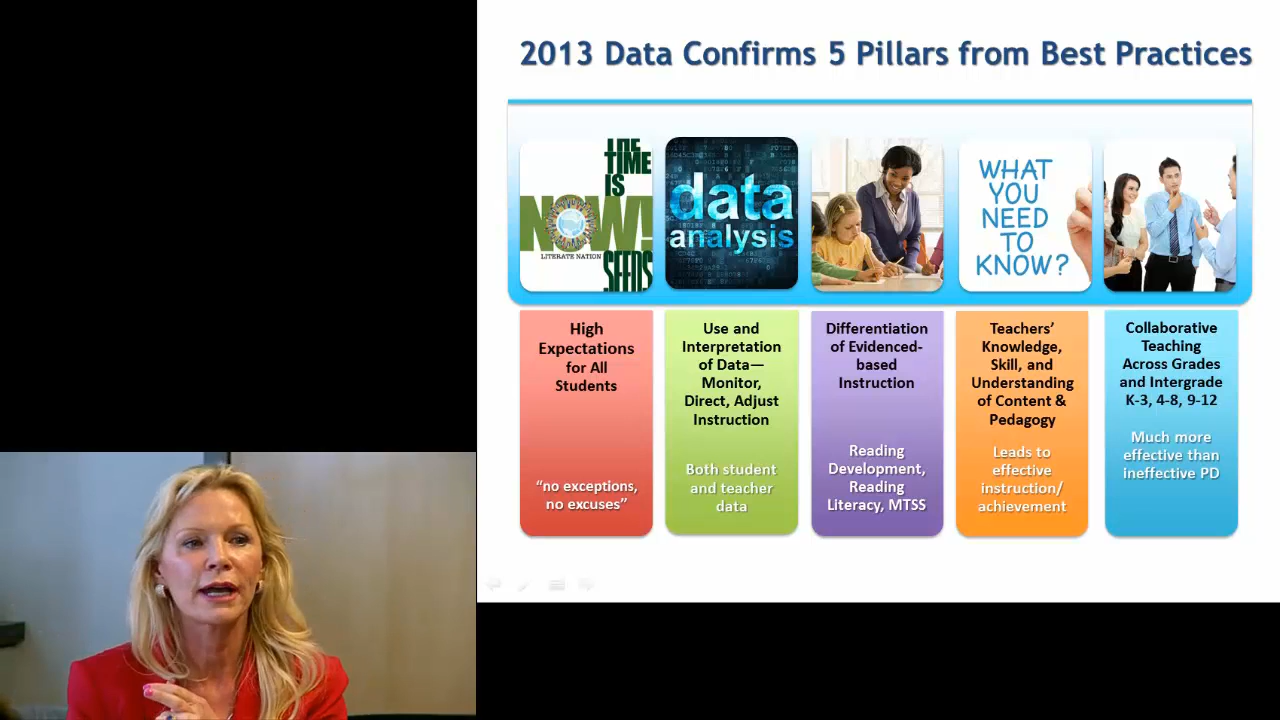 2013 Data Confirms 5 Pillars from Best Practices
THE
TIME
IS
NOW!
LITERATE NATION
SEEDS
data
analysis
WHAT
YOU
NEED
TO
KNOW?
High
Expectations
for All
Students
“no exceptions,
no excuses”
Use and
Interpretation
of Data—
Monitor,
Direct, Adjust
Instruction
Both student
and teacher
data
Differentiation
of Evidenced-
based
Instruction
Reading
Development,
Reading
Literacy, MTSS
Teachers’
Knowledge,
Skill, and
Understanding
of Content &
Pedagogy
Leads to
effective
instruction/
achievement
Collaborative
Teaching
Across Grades
and Intergrade
K-3, 4-8, 9-12
Much more
effective than
ineffective PD